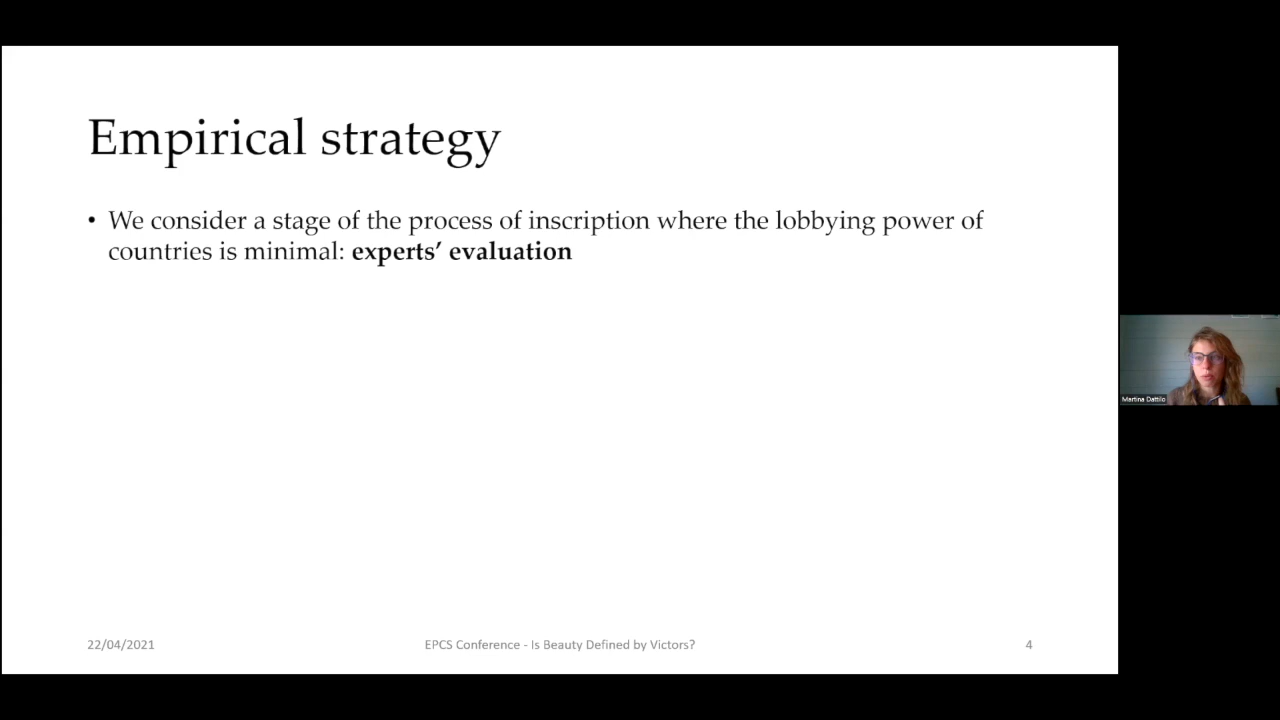 Empirical strategy
• We consider a stage of the process of inscription where the lobbying power of
countries is minimal: experts’ evaluation
Martina Dattilo
22/04/2021
EPCS Conference - Is Beauty Defined by Victors?
4